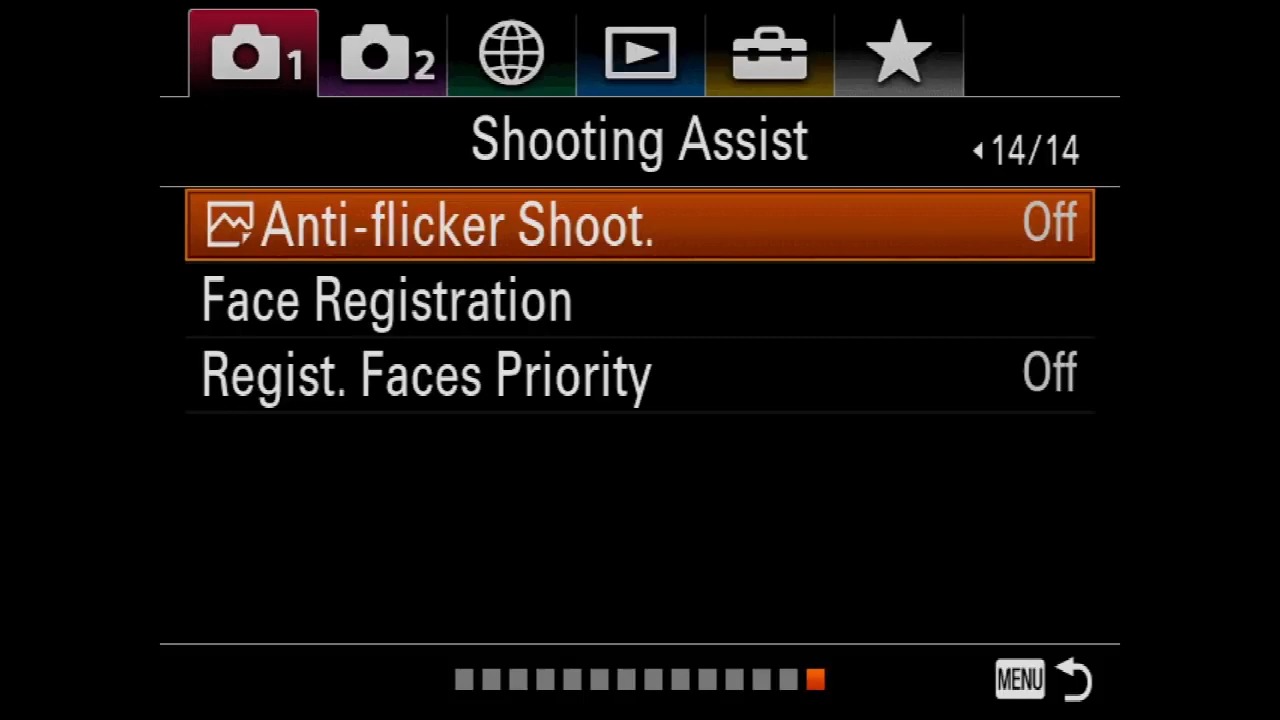 1 2
Shooting Assist 14/14
Anti-flicker Shoot. Off
Face Registration
Regist. Faces Priority Off
MENU